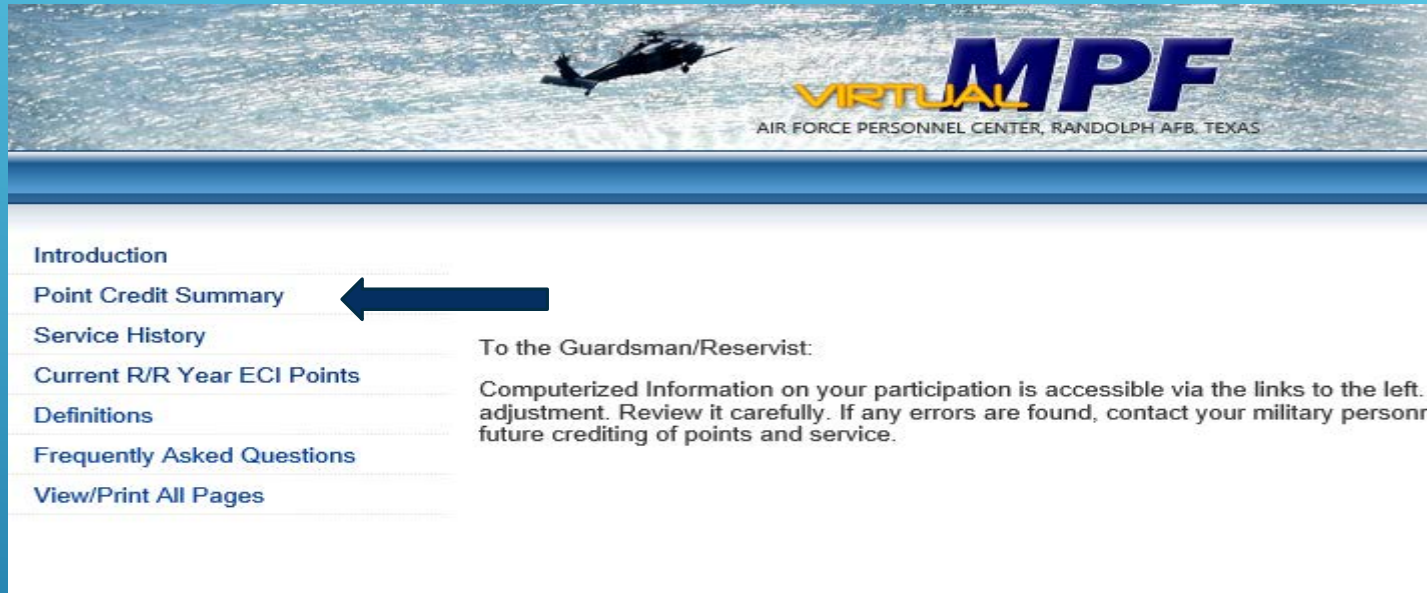 VIRTUAL MPF
AIR FORCE PERSONNEL CENTER, RANDOLPH AFB, TEXAS
Introduction
Point Credit Summary
Service History
Current R/R Year ECI Points
Definitions
Frequently Asked Questions
View/Print All Pages
To the Guardsman/Reservist:
Computerized Information on your participation is accessible via the links to the left.
adjustment. Review it carefully. If any errors are found, contact your military personn
future crediting of points and service.